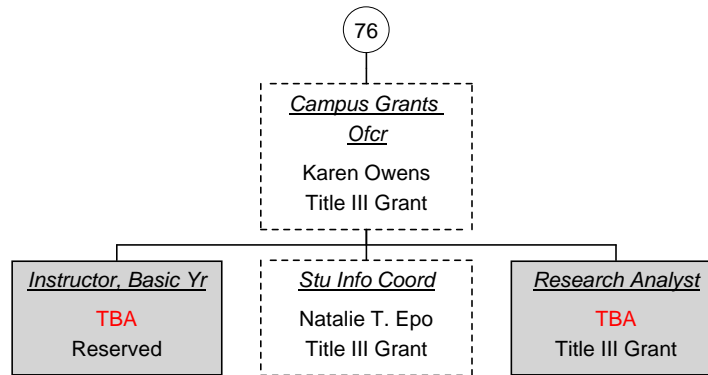 76
Campus Grants
Ofcr
Karen Owens
Title III Grant
Instructor, Basic Yr
TBA
Reserved
Stu Info Coord
Natalie T. Epo
Title III Grant
Research Analyst
TBA
Title III Grant